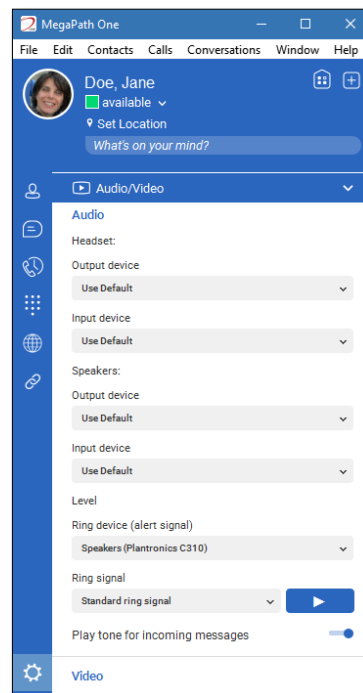 MegaPath One
File Edit Contacts Calls Conversations Window Help
Doe, Jane
available
Set Location
What's on your mind?
Audio/Video
Audio
Headset:
Output device
Use Default
Input device
Use Default
Speakers:
Output device
Use Default
Input device
Use Default
Level
Ring device (alert signal)
Speakers (Plantronics C310)
Ring signal
Standard ring signal
Play tone for incoming messages
Video